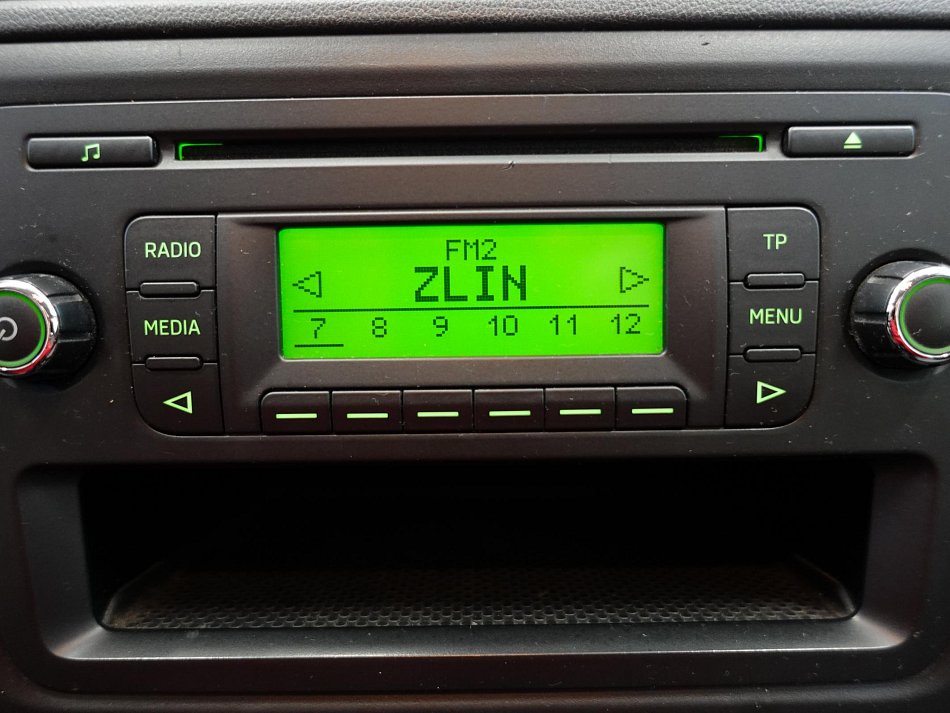 RADIO
MEDIA
FM2
ZLIN
7 8 9 10 11 12
TP
MENU